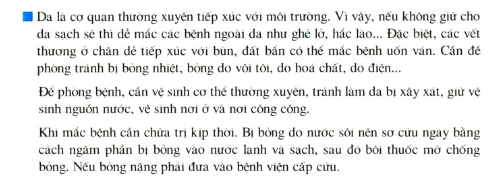 Da là cơ quan thường xuyên tiếp xúc với môi trường. Vì vậy, nếu không giữ cho
da sạch sẽ thì dễ mắc các bệnh ngoài da như ghẻ lở, hắc lào... Đặc biệt, các vết
thương ở chân dễ tiếp xúc với bùn, đất bẩn có thể mắc bệnh uốn ván. Cần đề
phòng tránh bị bỏng nhiệt, bỏng do vôi tôi, do hoá chất, do điện...
Để phòng bệnh, cần vệ sinh cơ thể thường xuyên, tránh làm da bị xây xát, giữ vệ
sinh nguồn nước, vệ sinh nơi ở và nơi công cộng.
Khi mắc bệnh cần chữa trị kịp thời. Bị bỏng do nước sôi nên sơ cứu ngay bằng
cách ngâm phần bị bỏng vào nước lạnh và sạch, sau đó bôi thuốc mỡ chống
bỏng. Nếu bỏng nặng phải đưa vào bệnh viện cấp cứu.